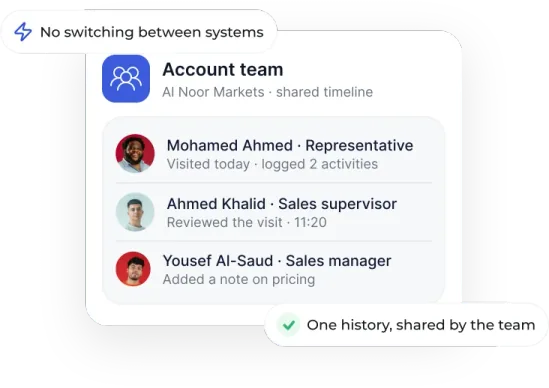 No switching between systems
Account team
Al Noor Markets · shared timeline
Mohamed Ahmed · Representative
Visited today · logged 2 activities
Ahmed Khalid · Sales supervisor
Reviewed the visit · 11:20
Yousef Al-Saud · Sales manager
Added a note on pricing
One history, shared by the team